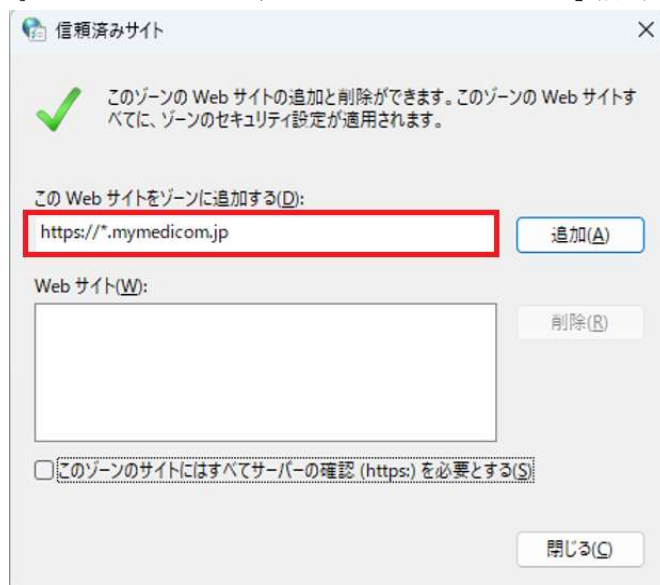 信頼済みサイト
このゾーンの Web サイトの追加と削除ができます。このゾーンの Web サイトす
べてに、ゾーンのセキュリティ設定が適用されます。
この Web サイトをゾーンに追加する(D):
https://*.mymedicom.jp
追加(A)
Web サイト(W):
削除(R)
このゾーンのサイトにはすべてサーバーの確認 (https:) を必要とする(S)
閉じる(C)